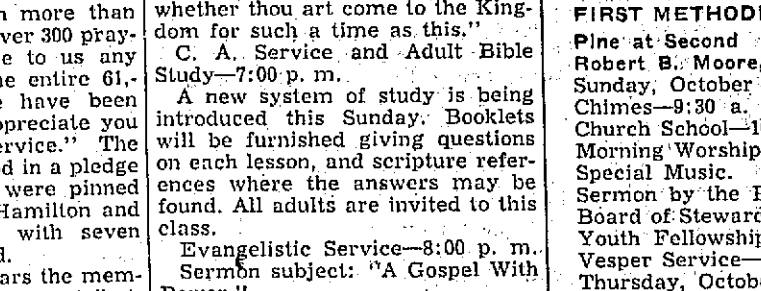 more than
over 300 pray-
e to us any
e entire 61,-
have been
appreciate you
service." The
d in a pledge
were pinned
Hamilton and
with seven
d.
ars the mem-
whether thou art come to the King-
dom for such a time as this."
C. A. Service and Adult Bible
Study—7:00 p. m.
A new system of study is being
introduced this Sunday. Booklets
will be furnished giving questions
on each lesson, and scripture refer-
ences where the answers may be
found. All adults are invited to this
class.
Evangelistic Service—8:00 p. m.
Sermon subject: "A Gospel With
FIRST METHODI
Pine at Second
Robert B. Moore,
Sunday, October
Chimes—9:30 a.
Church School—1
Morning Worship
Special Music.
Sermon by the P
Board of Steward
Youth Fellowship
Vesper Service—
Thursday, Octob